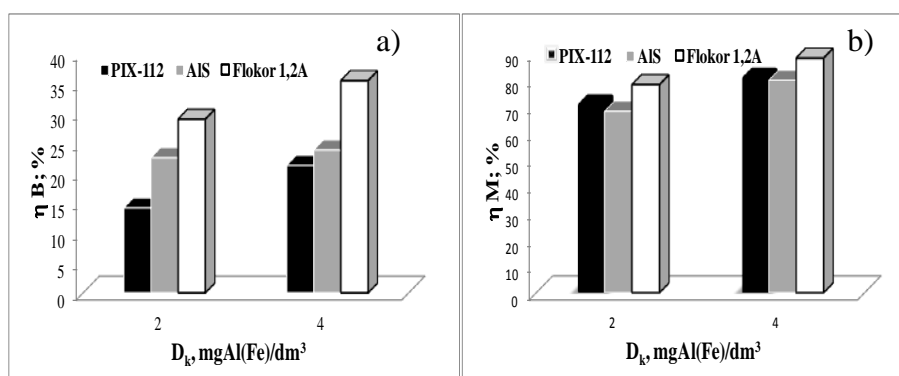 a)
PIX-112 AlS Flokor 1,2A
40
35
30
25
20
15
10
5
0
η B; %
2 4
Dk, mgAl(Fe)/dm³
b)
PIX-112 AlS Flokor 1,2A
90
80
70
60
50
40
30
20
10
0
η M; %
2 4
Dk, mgAl(Fe)/dm³